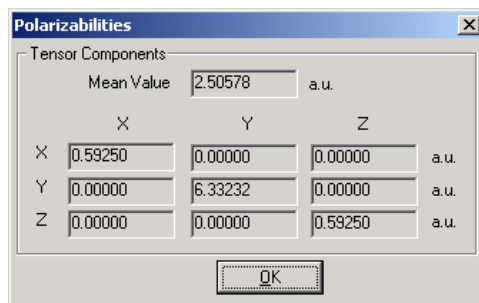 Polarizabilities
Tensor Components
Mean Value 2.50578 a.u.
X Y Z
X 0.59250 0.00000 0.00000 a.u.
Y 0.00000 6.33232 0.00000 a.u.
Z 0.00000 0.00000 0.59250 a.u.
OK